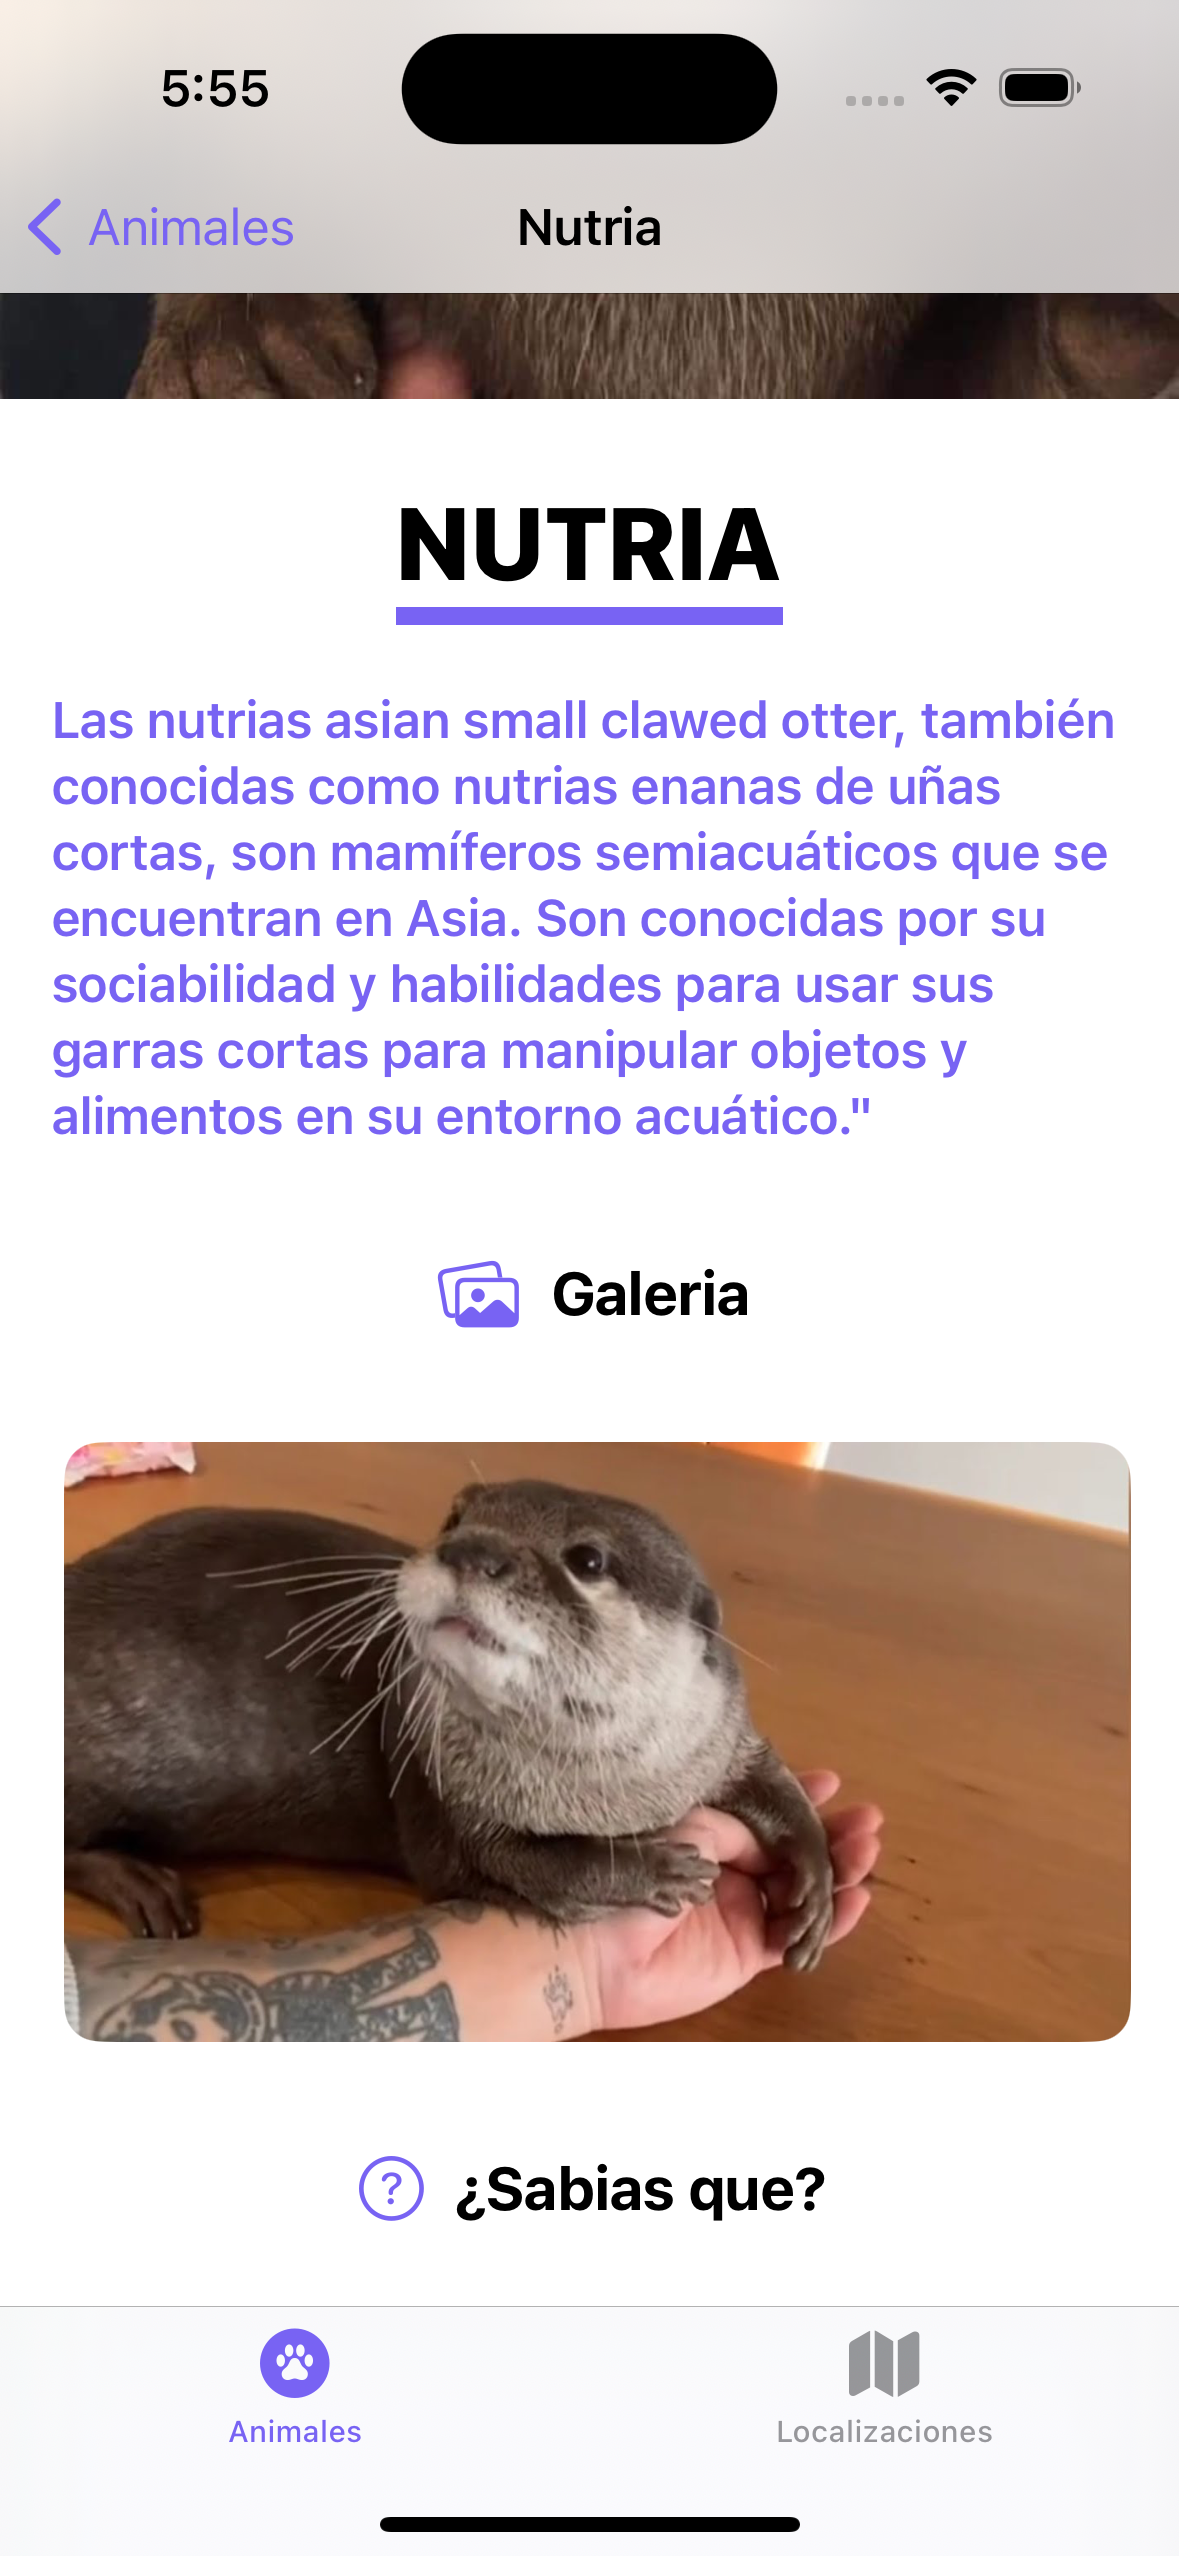 5:55
Animales
Nutria
NUTRIA
Las nutrias asian small clawed otter, también
conocidas como nutrias enanas de uñas
cortas, son mamíferos semiacuáticos que se
encuentran en Asia. Son conocidas por su
sociabilidad y habilidades para usar sus
garras cortas para manipular objetos y
alimentos en su entorno acuático."
Galeria
¿Sabias que?
Animales
Localizaciones